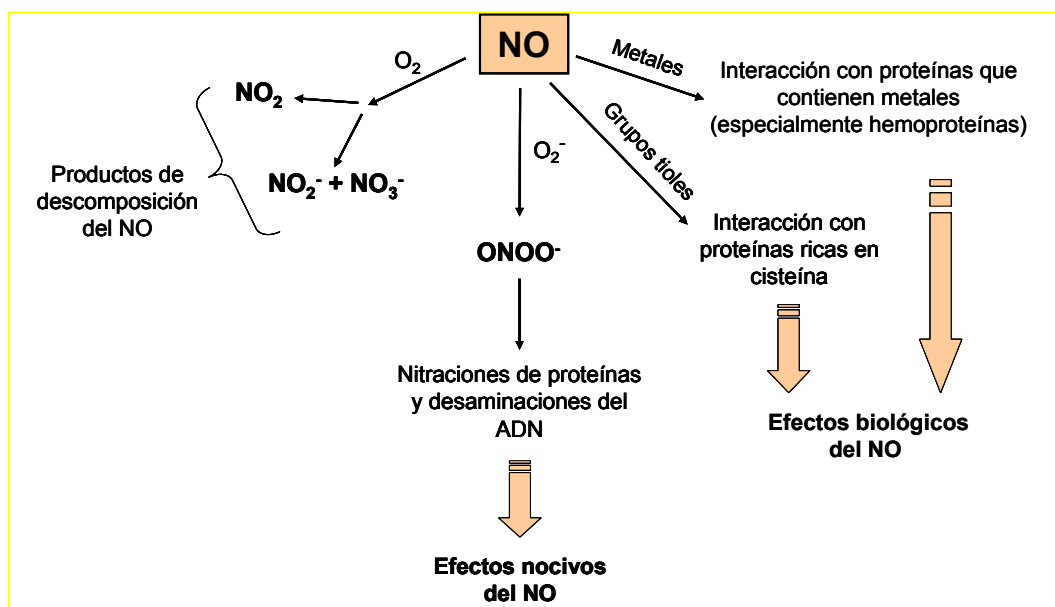 NO
O₂
Metales
NO₂
Interacción con proteínas que
contienen metales
(especialmente hemoproteínas)
Grupos tioles
O₂⁻
Productos de
descomposición
del NO
NO₂⁻ + NO₃⁻
Interacción con
proteínas ricas en
cisteína
ONOO⁻
Nitraciones de proteínas
y desaminaciones del
ADN
Efectos biológicos
del NO
Efectos nocivos
del NO